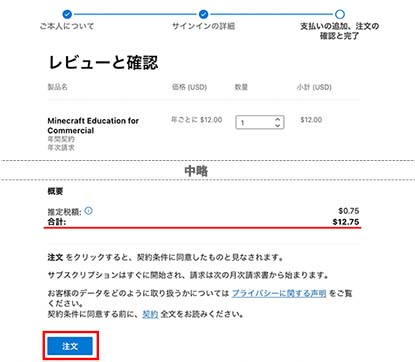 ご本人について
サインインの詳細
支払いの追加、注文の
確認と完了
レビューと確認
製品名 価格 (USD) 数量 小計 (USD)
Minecraft Education for 年ごとに $12.00 1 $12.00
Commercial
年間契約
年次請求
中略
概要
推定税額: $0.75
合計: $12.75
注文 をクリックすると、契約条件に同意したものと見なされます。
サブスクリプションはすぐに開始され、請求は次の月次請求書から始まります。
お客様のデータをどのように取り扱うかについては プライバシーに関する声明 をご覧
ください。
契約条件に同意する前に、契約 全文をお読みください。
注文